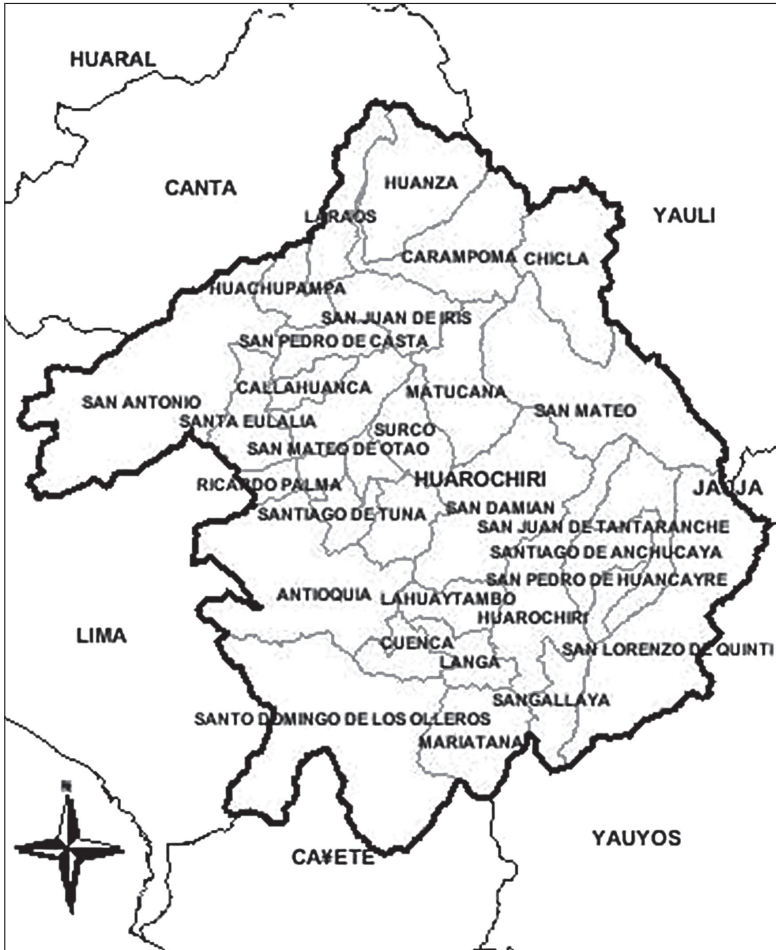 HUARAL
CANTA
HUANZA
LARAOS
YAULI
CARAMPOMA
CHICLA
HUACHUPAMPA
SAN JUAN DE IRIS
SAN PEDRO DE CASTA
CALLAHUANCA
MATUCANA
SAN ANTONIO
SAN MATEO
SANTA EULALIA
SURCO
SAN MATEO DE OTAO
HUAROCHIRI
RICARDO PALMA
JAUJA
SANTIAGO DE TUNA
SAN DAMIAN
SAN JUAN DE TANTARANCHE
SANTIAGO DE ANCHUCAYA
SAN PEDRO DE HUANCAYRE
ANTIOQUIA
LAHUAYTAMBO
HUAROCHIRI
LIMA
CUENCA
SAN LORENZO DE QUINTI
LANGA
SANGALLAYA
SANTO DOMINGO DE LOS OLLEROS
MARIATANA
N
CA¥ETE
YAUYOS